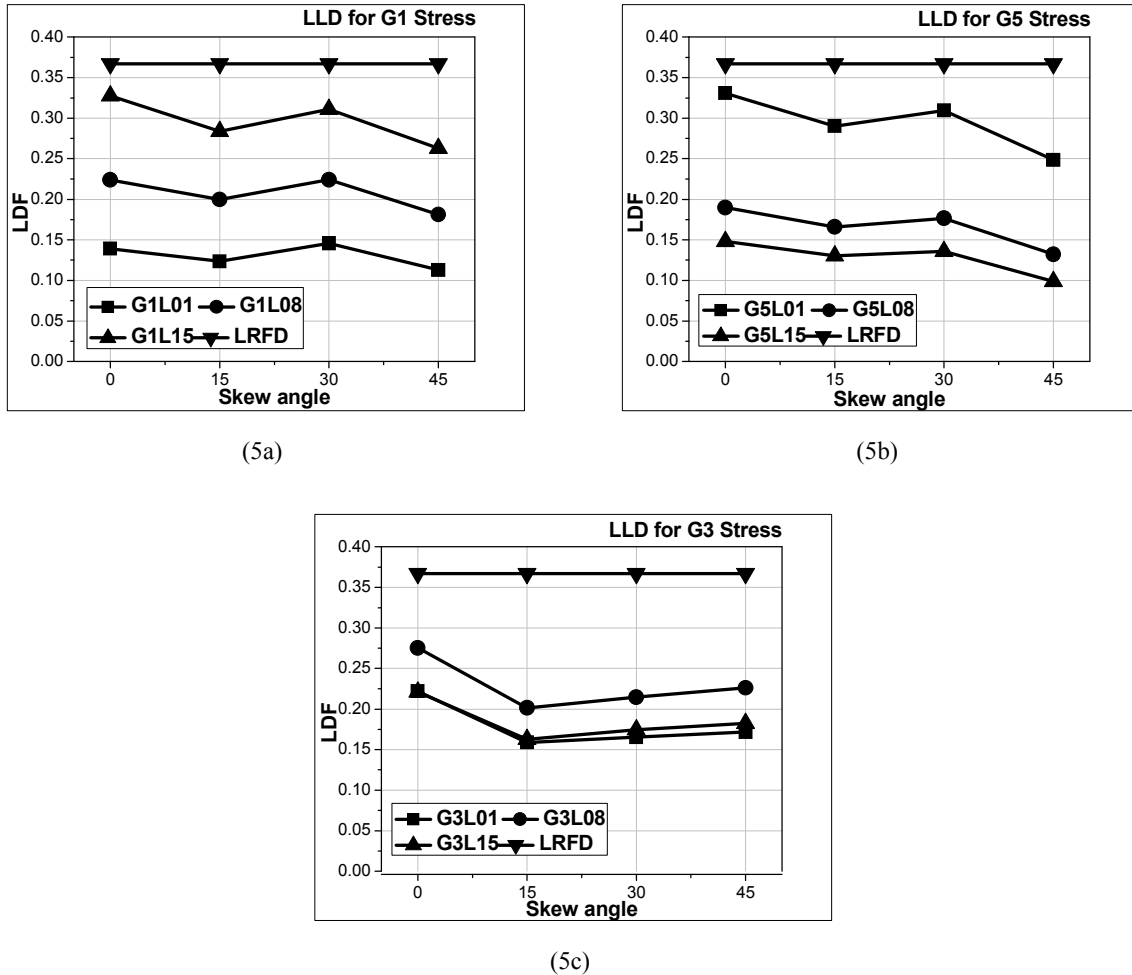 LLD for G1 Stress
0.40
0.35
0.30
0.25
0.20
0.15
0.10
0.05
0.00
LDF
G1L01 G1L08
G1L15 LRFD
0 15 30 45
Skew angle
(5a)
LLD for G5 Stress
0.40
0.35
0.30
0.25
0.20
0.15
0.10
0.05
0.00
LDF
G5L01 G5L08
G5L15 LRFD
0 15 30 45
Skew angle
(5b)
LLD for G3 Stress
0.40
0.35
0.30
0.25
0.20
0.15
0.10
0.05
0.00
LDF
G3L01 G3L08
G3L15 LRFD
0 15 30 45
Skew angle
(5c)